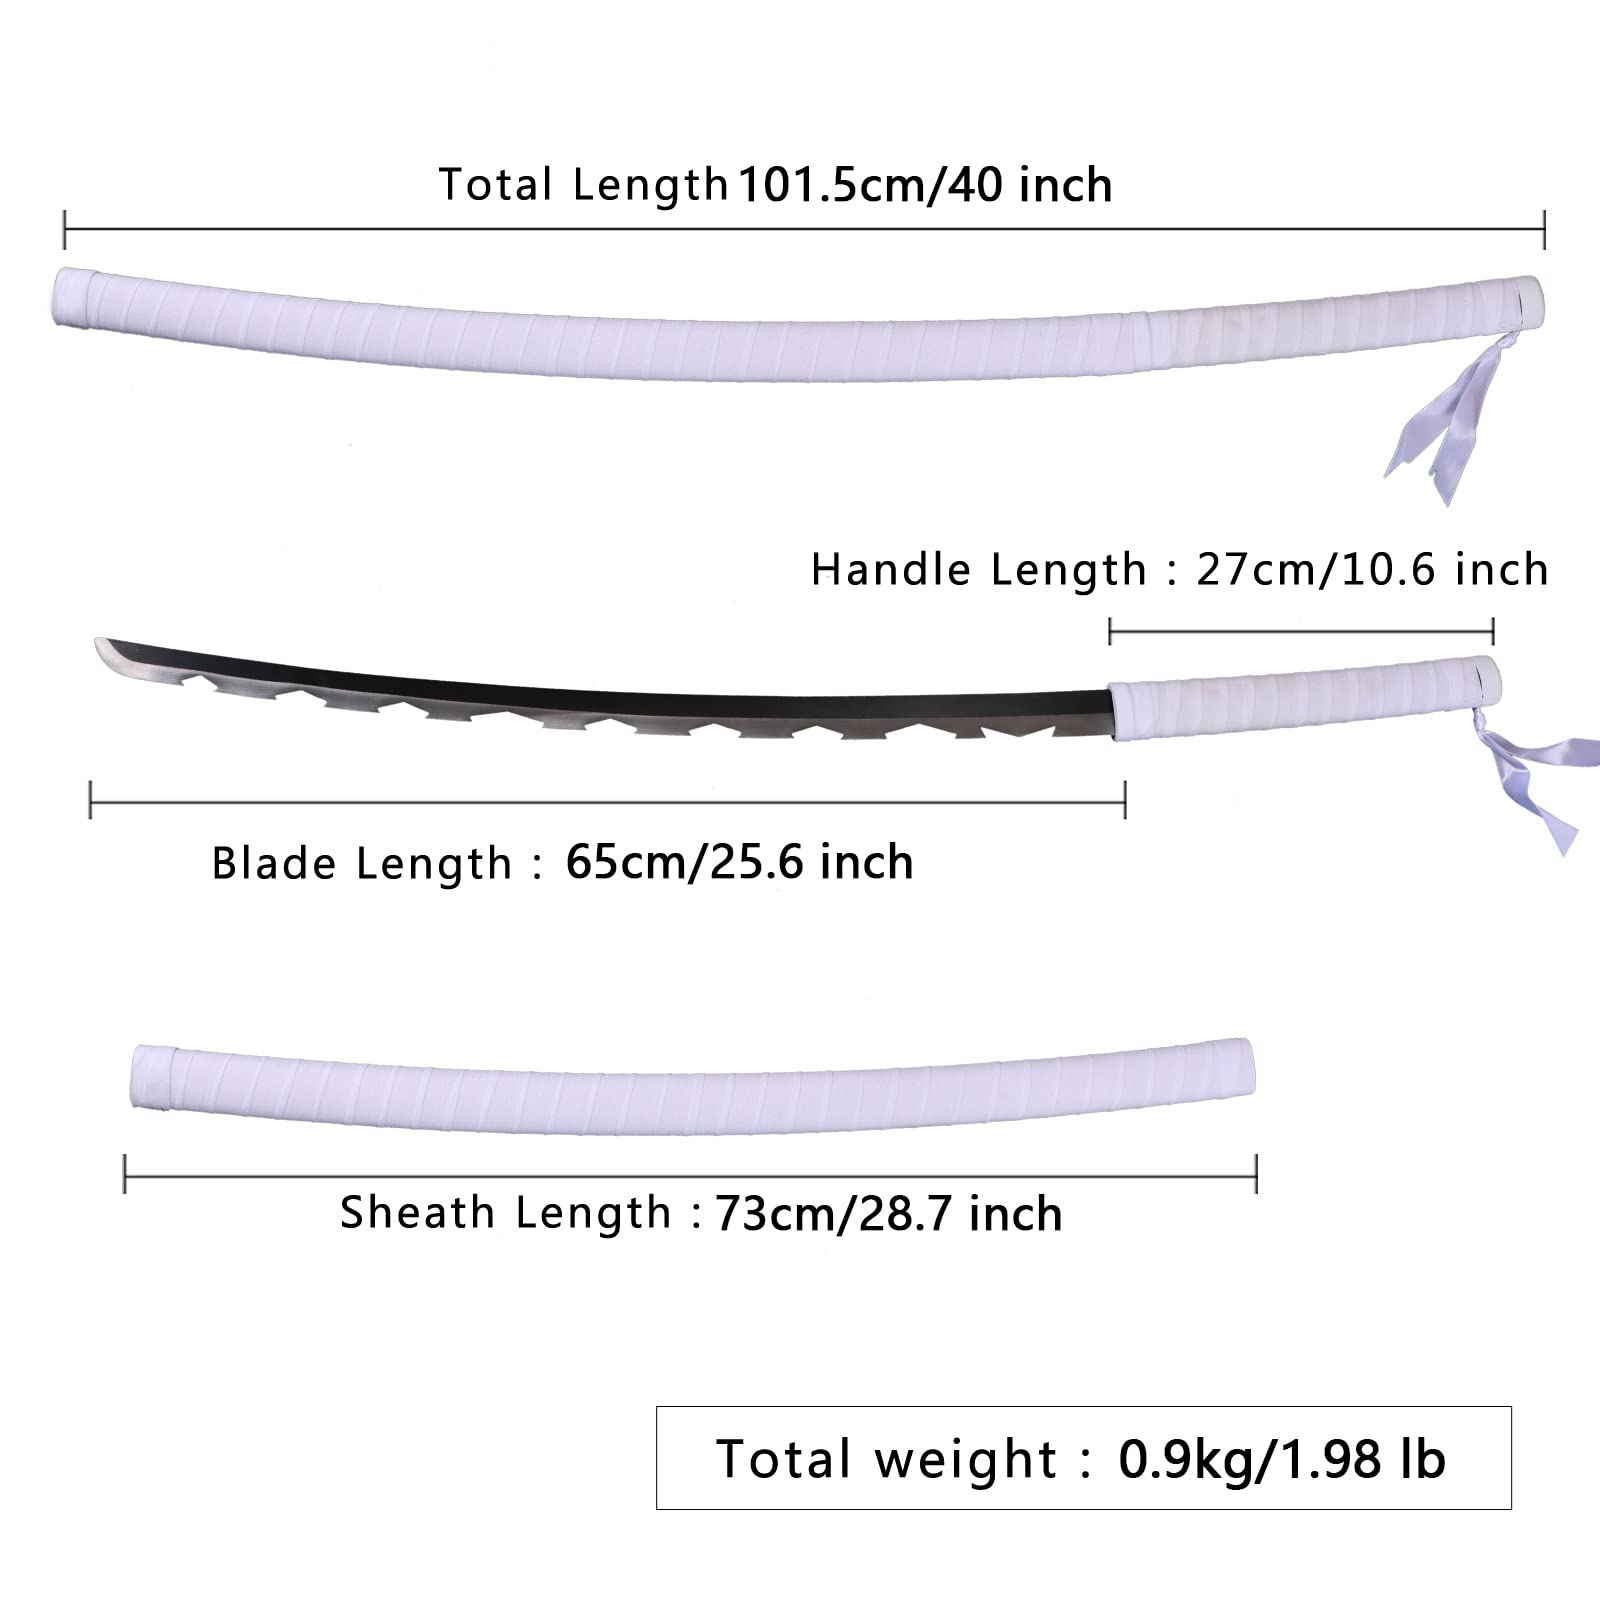 Total Length 101.5cm/40 inch
Handle Length : 27cm/10.6 inch
Blade Length : 65cm/25.6 inch
Sheath Length : 73cm/28.7 inch
Total weight : 0.9kg/1.98 lb